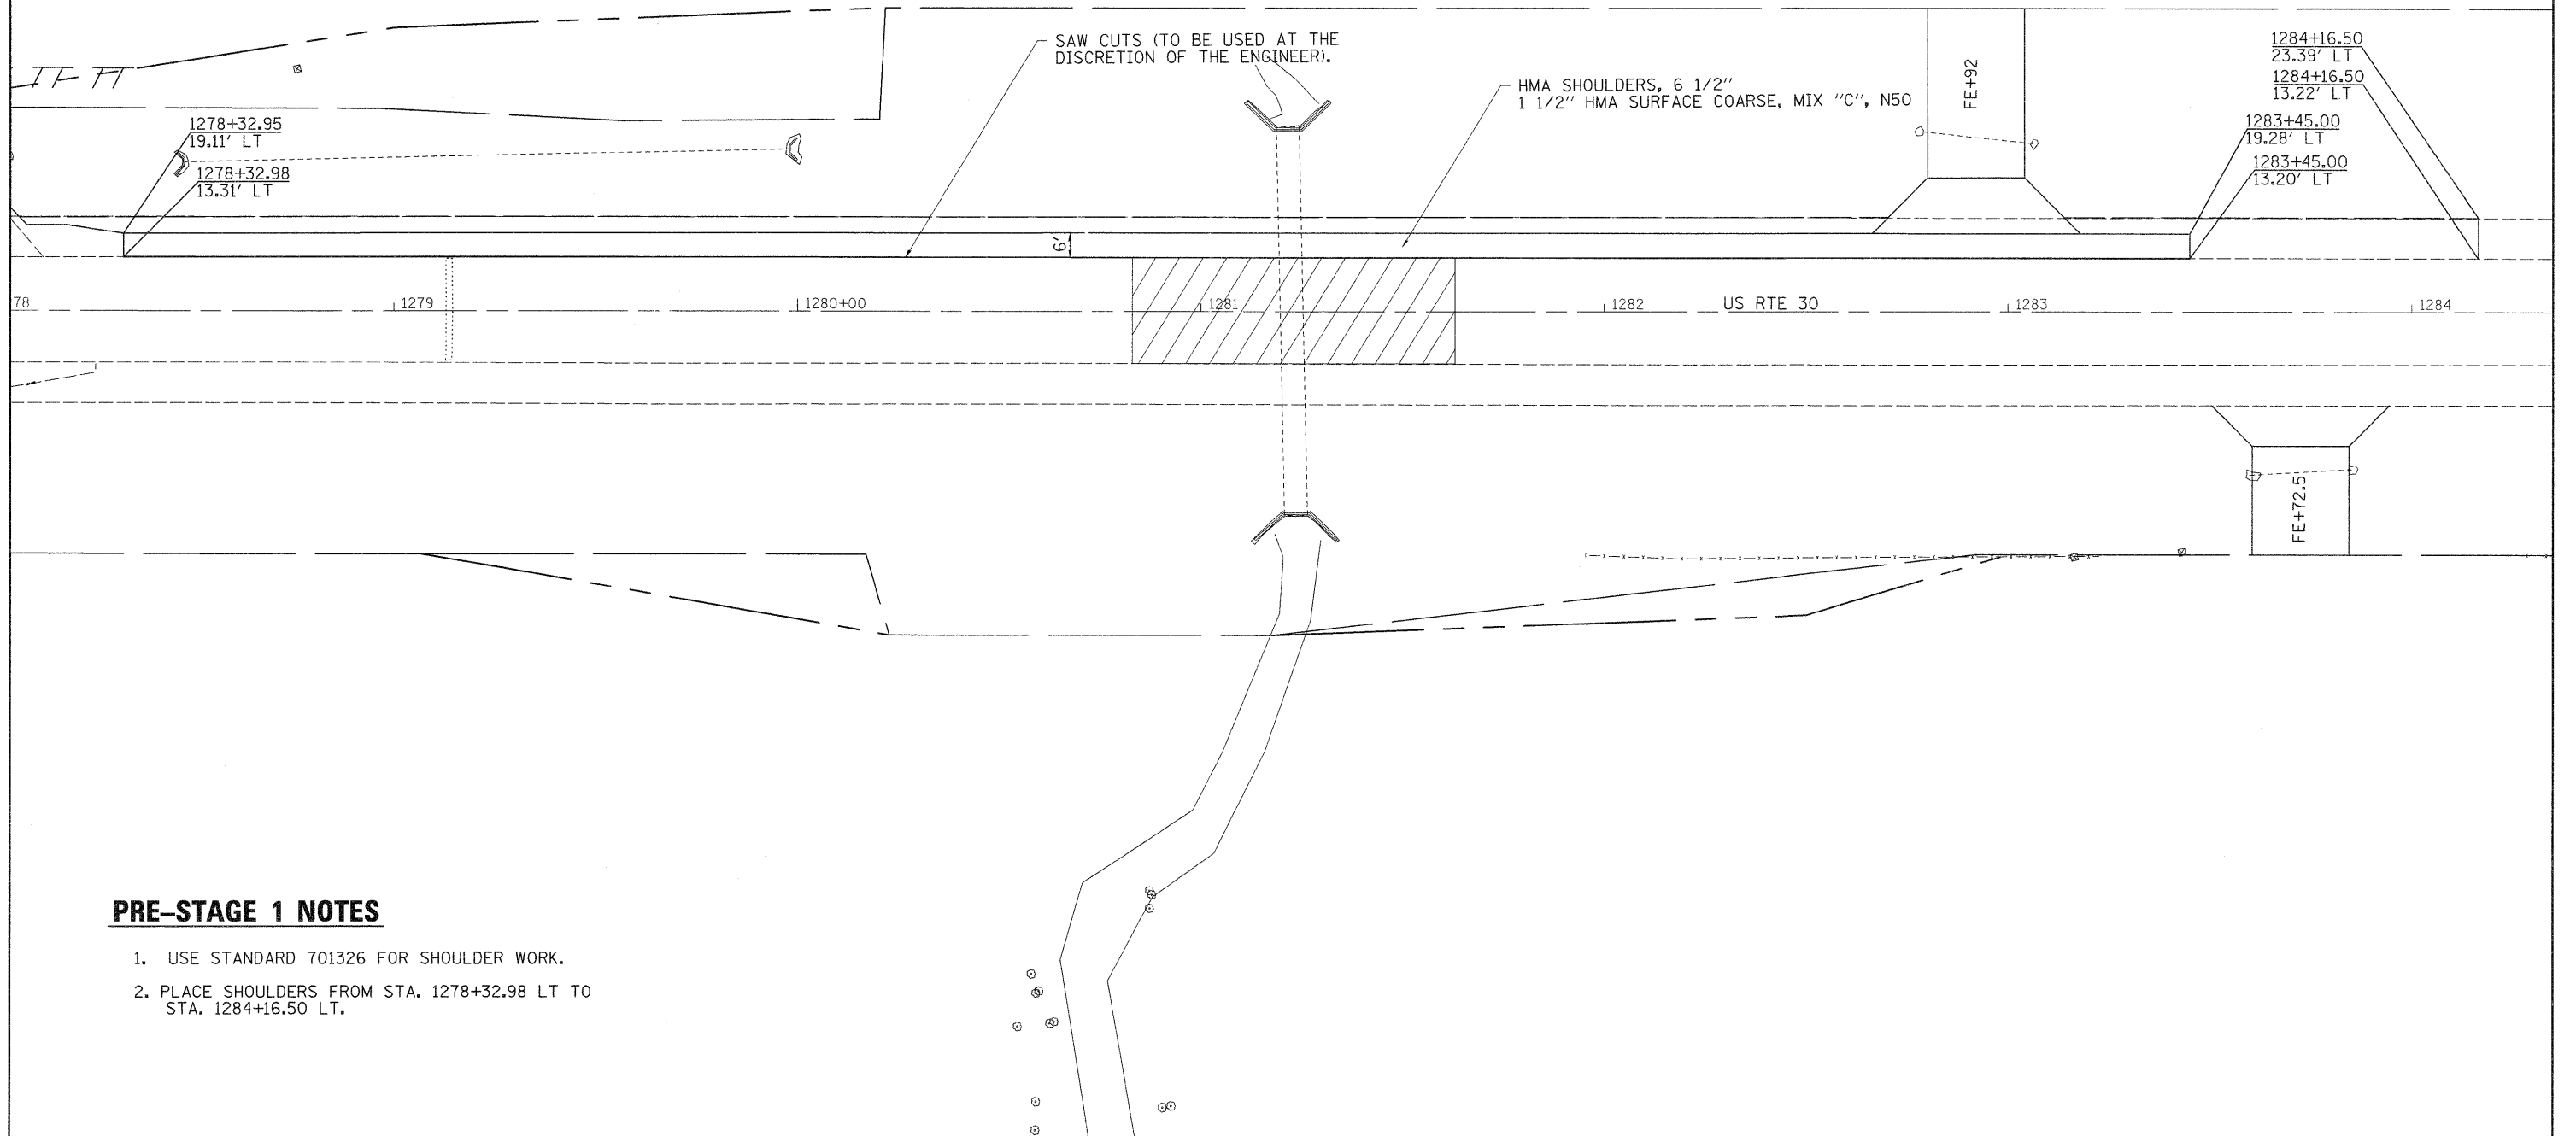 SAW CUTS (TO BE USED AT THE
DISCRETION OF THE ENGINEER).
HMA SHOULDERS, 6 1/2"
1 1/2" HMA SURFACE COARSE, MIX "C", N50
FE+92
1284+16.50
23.39' LT
1284+16.50
13.22' LT
1283+45.00
19.28' LT
1283+45.00
13.20' LT
1278+32.95
19.11' LT
1278+32.98
13.31' LT
6'
78
1279
1280+00
1281
1282
US RTE 30
1283
1284
FE+72.5
PRE-STAGE 1 NOTES
1. USE STANDARD 701326 FOR SHOULDER WORK.
2. PLACE SHOULDERS FROM STA. 1278+32.98 LT TO
STA. 1284+16.50 LT.